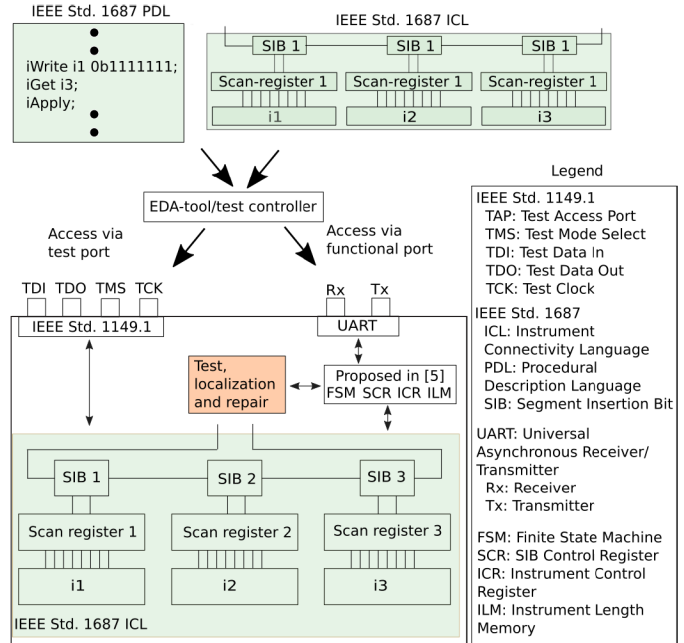 IEEE Std. 1687 PDL
iWrite i1 0b1111111;
iGet i3;
iApply;
IEEE Std. 1687 ICL
SIB 1
SIB 1
SIB 1
Scan-register 1
Scan-register 1
Scan-register 1
i1
i2
i3
EDA-tool/test controller
Access via
test port
Access via
functional port
TDI TDO TMS TCK
IEEE Std. 1149.1
Rx Tx
UART
Test,
localization
and repair
Proposed in [5]
FSM SCR ICR ILM
SIB 1
SIB 2
SIB 3
Scan register 1
Scan register 2
Scan register 3
i1
i2
i3
IEEE Std. 1687 ICL
Legend
IEEE Std. 1149.1
TAP: Test Access Port
TMS: Test Mode Select
TDI: Test Data In
TDO: Test Data Out
TCK: Test Clock
IEEE Std. 1687
ICL: Instrument
Connectivity Language
PDL: Procedural
Description Language
SIB: Segment Insertion Bit
UART: Universal
Asynchronous Receiver/
Transmitter
Rx: Receiver
Tx: Transmitter
FSM: Finite State Machine
SCR: SIB Control Register
ICR: Instrument Control
Register
ILM: Instrument Length
Memory